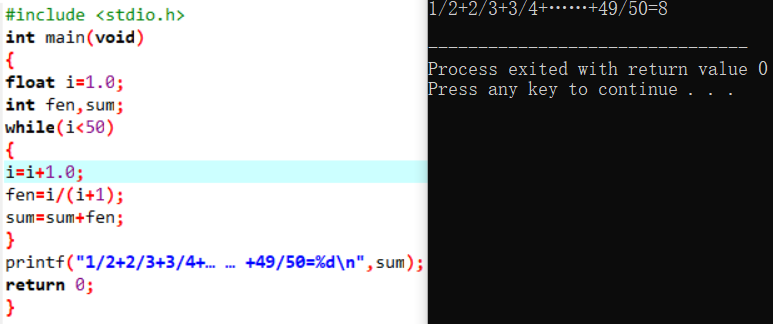 #include <stdio.h>
int main(void)
{
float i=1.0;
int fen,sum;
while(i<50)
{
i=i+1.0;
fen=i/(i+1);
sum=sum+fen;
}
printf("1/2+2/3+3/4+… … +49/50=%d\n",sum);
return 0;
}
1/2+2/3+3/4+……+49/50=8
--------------------------------
Process exited with return value 0
Press any key to continue . . .